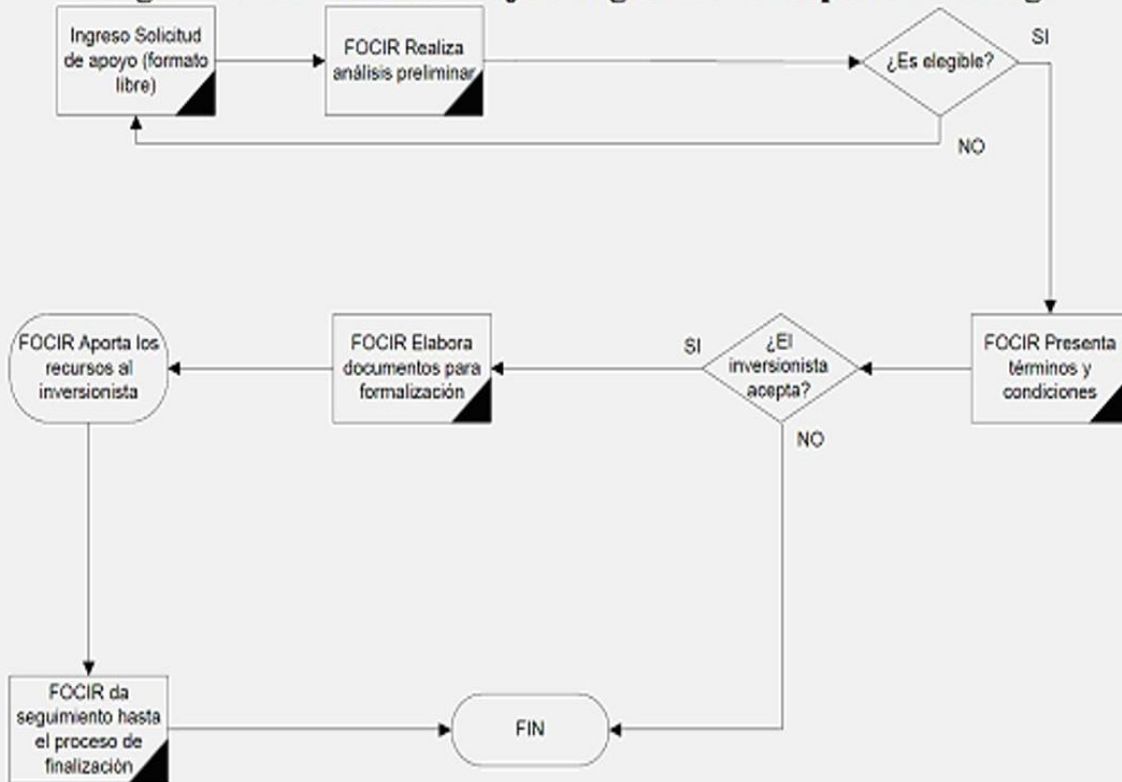 Ingreso Solicitud
de apoyo (formato
libre)
FOCIR Realiza
análisis preliminar
¿Es elegible?
SI
NO
FOCIR Presenta
términos y
condiciones
¿El
inversionista
acepta?
SI
NO
FOCIR Elabora
documentos para
formalización
FOCIR Aporta los
recursos al
inversionista
FOCIR da
seguimiento hasta
el proceso de
finalización
FIN